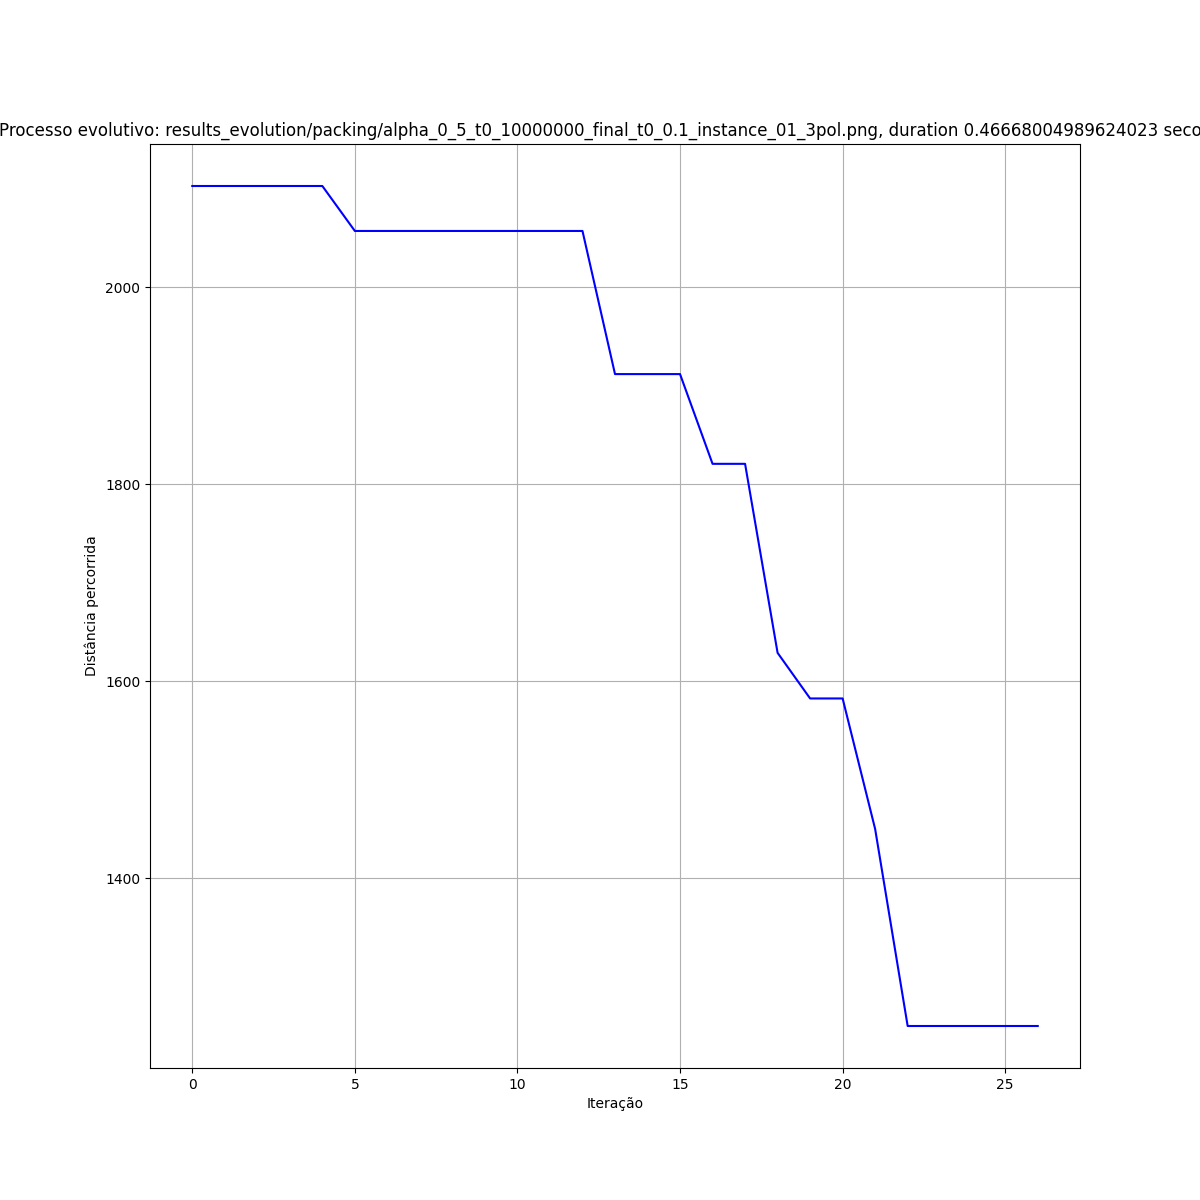 Processo evolutivo: results_evolution/packing/alpha_0_5_t0_10000000_final_t0_0.1_instance_01_3pol.png, duration 0.46668004989624023 seco
2000
1800
1600
1400
Distância percorrida
0 5 10 15 20 25
Iteração